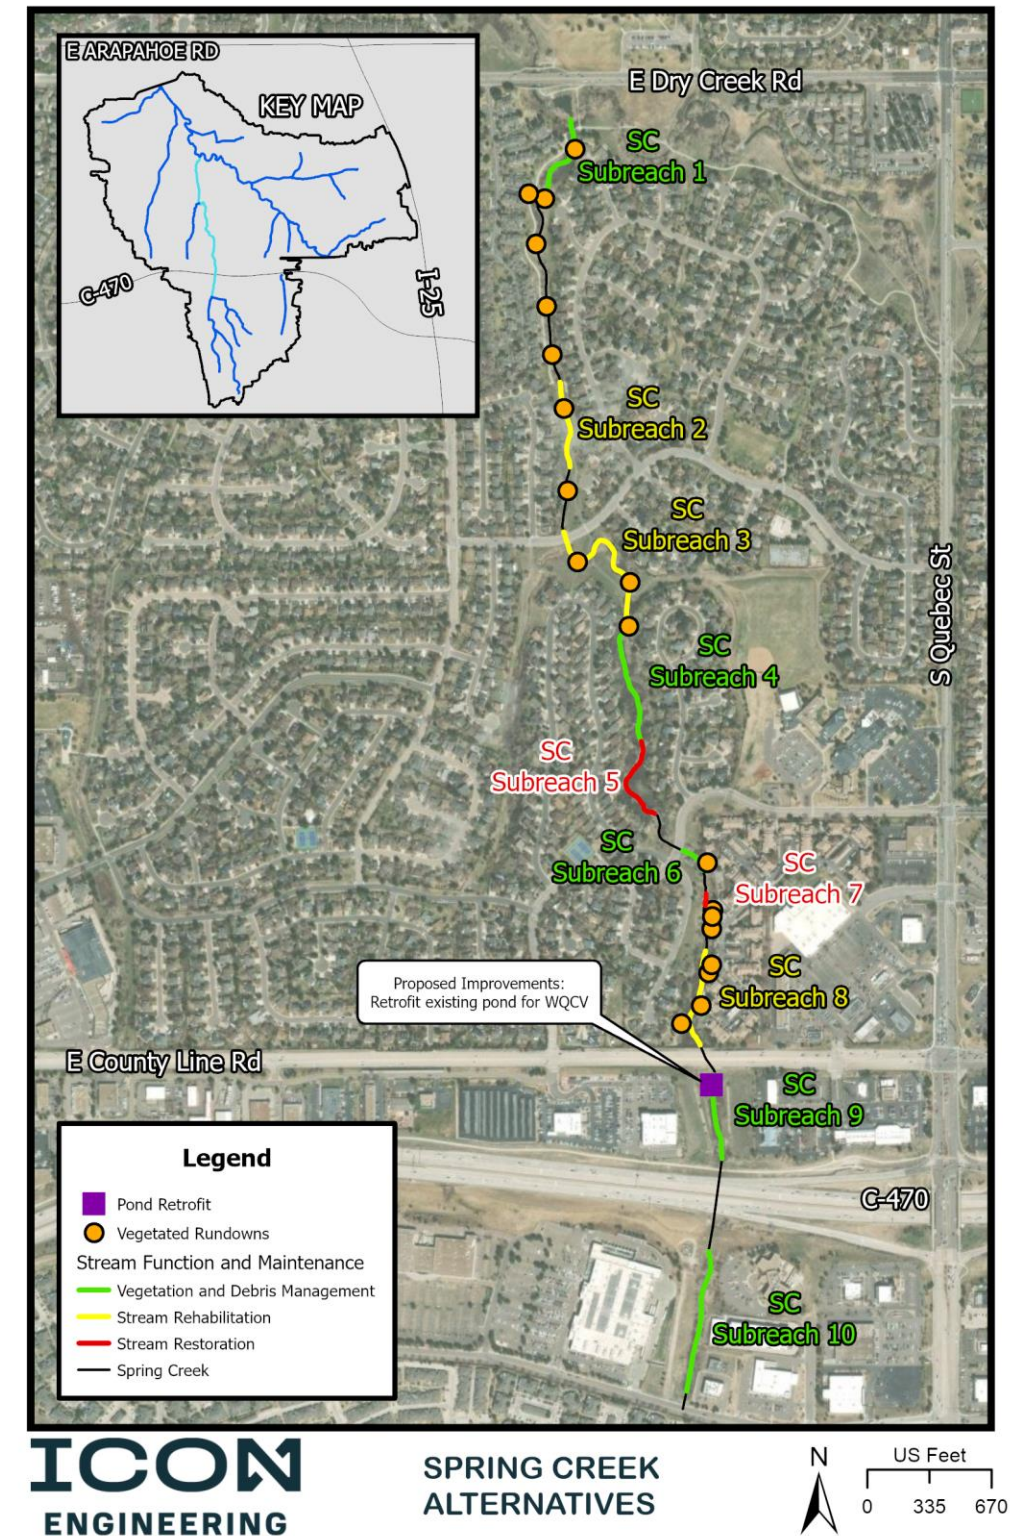 E ARAPAHOE RD
KEY MAP
C-470
I-25
E Dry Creek Rd
SC
Subreach 1
SC
Subreach 2
SC
Subreach 3
S Quebec St
SC
Subreach 4
SC
Subreach 5
SC
Subreach 6
SC
Subreach 7
SC
Subreach 8
Proposed Improvements:
Retrofit existing pond for WQCV
E County Line Rd
SC
Subreach 9
C-470
SC
Subreach 10
Legend
Pond Retrofit
Vegetated Rundowns
Stream Function and Maintenance
Vegetation and Debris Management
Stream Rehabilitation
Stream Restoration
Spring Creek
ICON
ENGINEERING
SPRING CREEK
ALTERNATIVES
N
US Feet
0 335 670